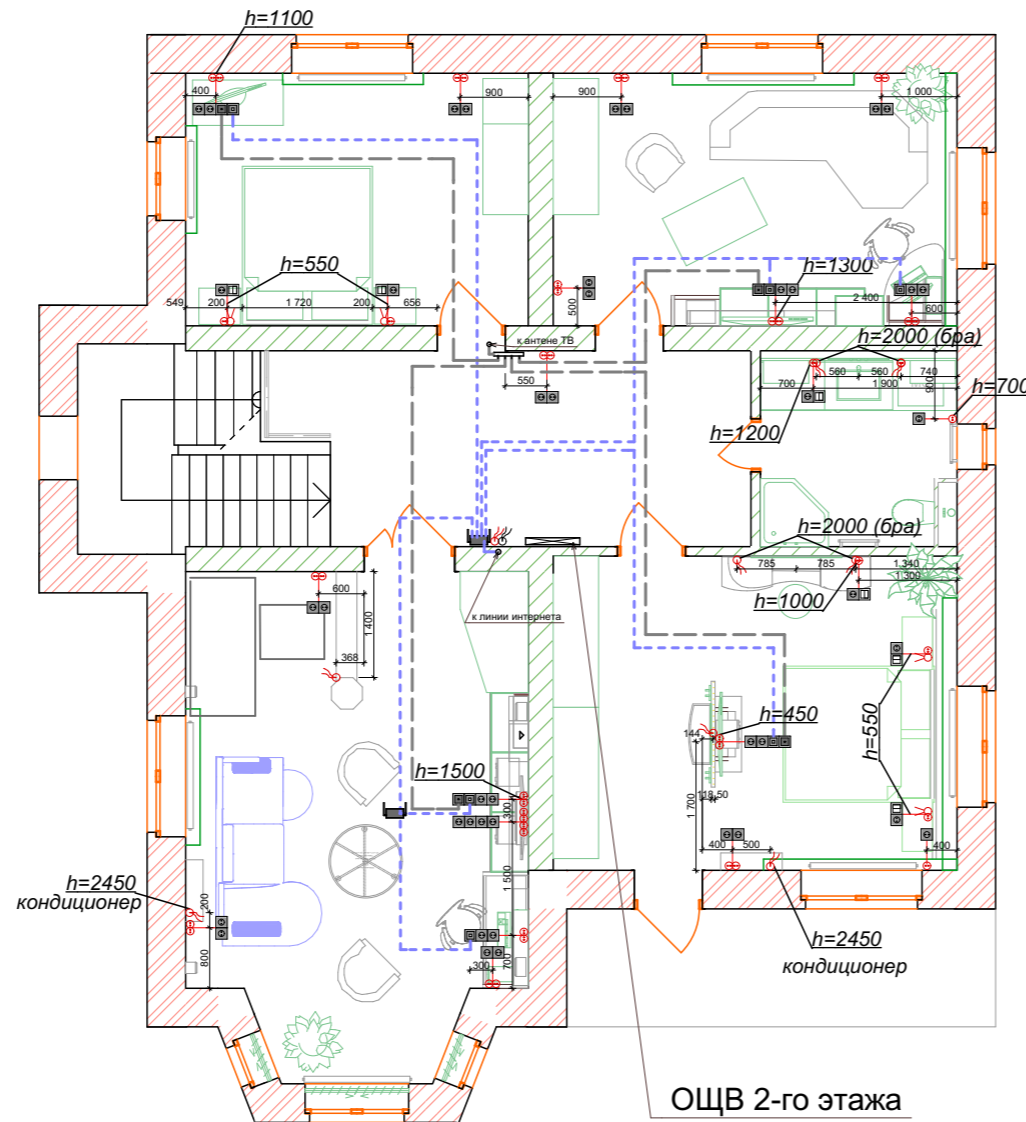 h=1100
400
900
900
1 000
h=550
h=1300
549
200
1 720
200
656
500
2 400
600
к антене ТВ
550
h=2000 (бра)
560
560
740
700
1 900
900
h=700
h=1200
h=2000 (бра)
785
785
1 340
1 300
h=1000
к линии интернета
600
1 400
368
h=450
144
h=550
118,50
1 700
400
500
400
h=1500
300
1 500
h=2450
кондиционер
200
800
300
700
h=2450
кондиционер
ОЩВ 2-го этажа